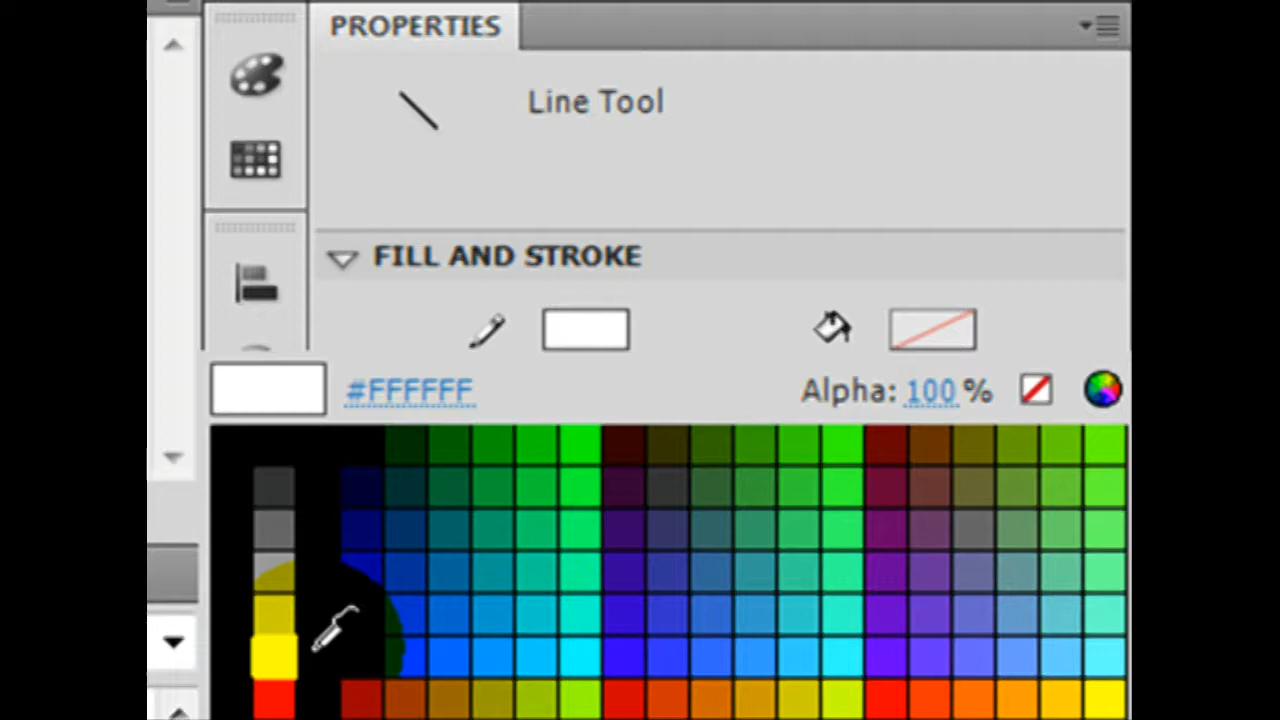 PROPERTIES
Line Tool
FILL AND STROKE
#FFFFFF Alpha: 100 %